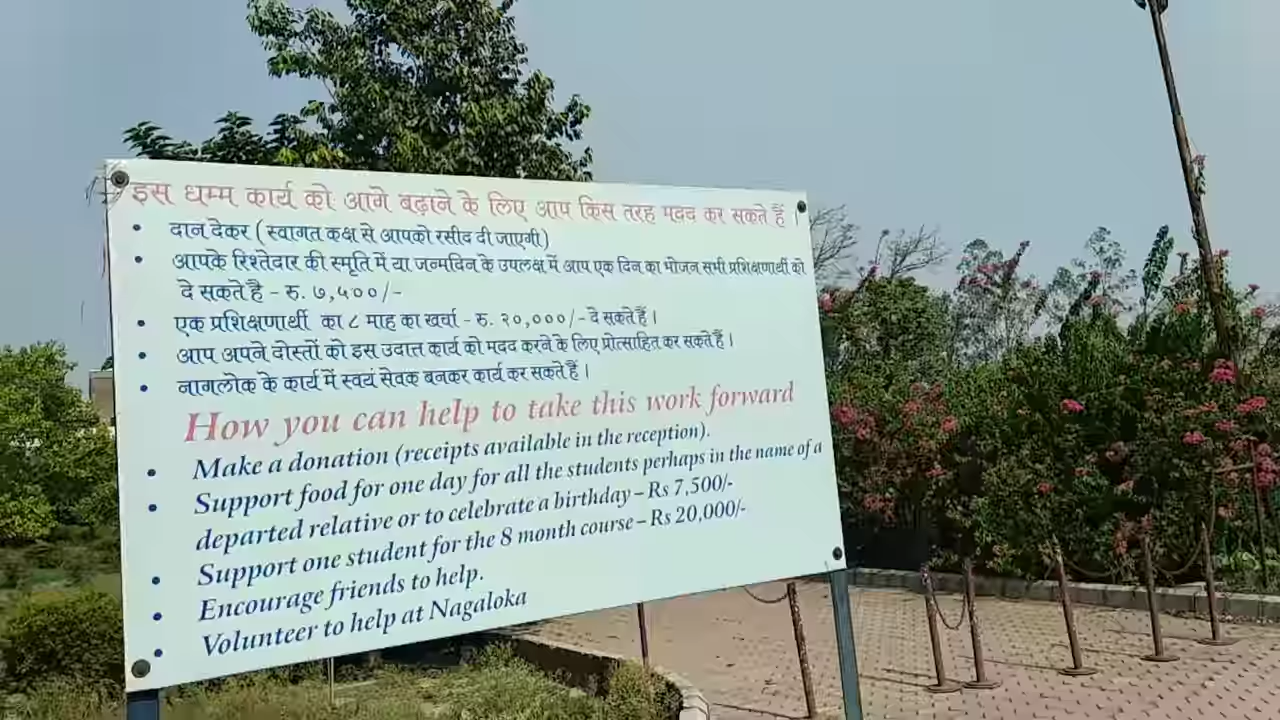 इस धम्म कार्य को आगे बढ़ाने के लिए आप किस तरह मदद कर सकते हैं ।
• दान देकर (स्वागत कक्ष से आपको रसीद दी जाएगी)
• आपके रिश्तेदार की स्मृति में या जन्मदिन के उपलक्ष में आप एक दिन का भोजन सभी प्रशिक्षणार्थी को
दे सकते है - रु. ७,५००/-
• एक प्रशिक्षणार्थी का ८ माह का खर्चा - रु. २०,०००/- दे सकते हैं ।
• आप अपने दोस्तों को इस उदात्त कार्य को मदद करने के लिए प्रोत्साहित कर सकते हैं ।
• नागलोक के कार्य में स्वयं सेवक बनकर कार्य कर सकते हैं ।
How you can help to take this work forward
• Make a donation (receipts available in the reception).
• Support food for one day for all the students perhaps in the name of a
departed relative or to celebrate a birthday – Rs 7,500/-
• Support one student for the 8 month course – Rs 20,000/-
• Encourage friends to help.
• Volunteer to help at Nagaloka